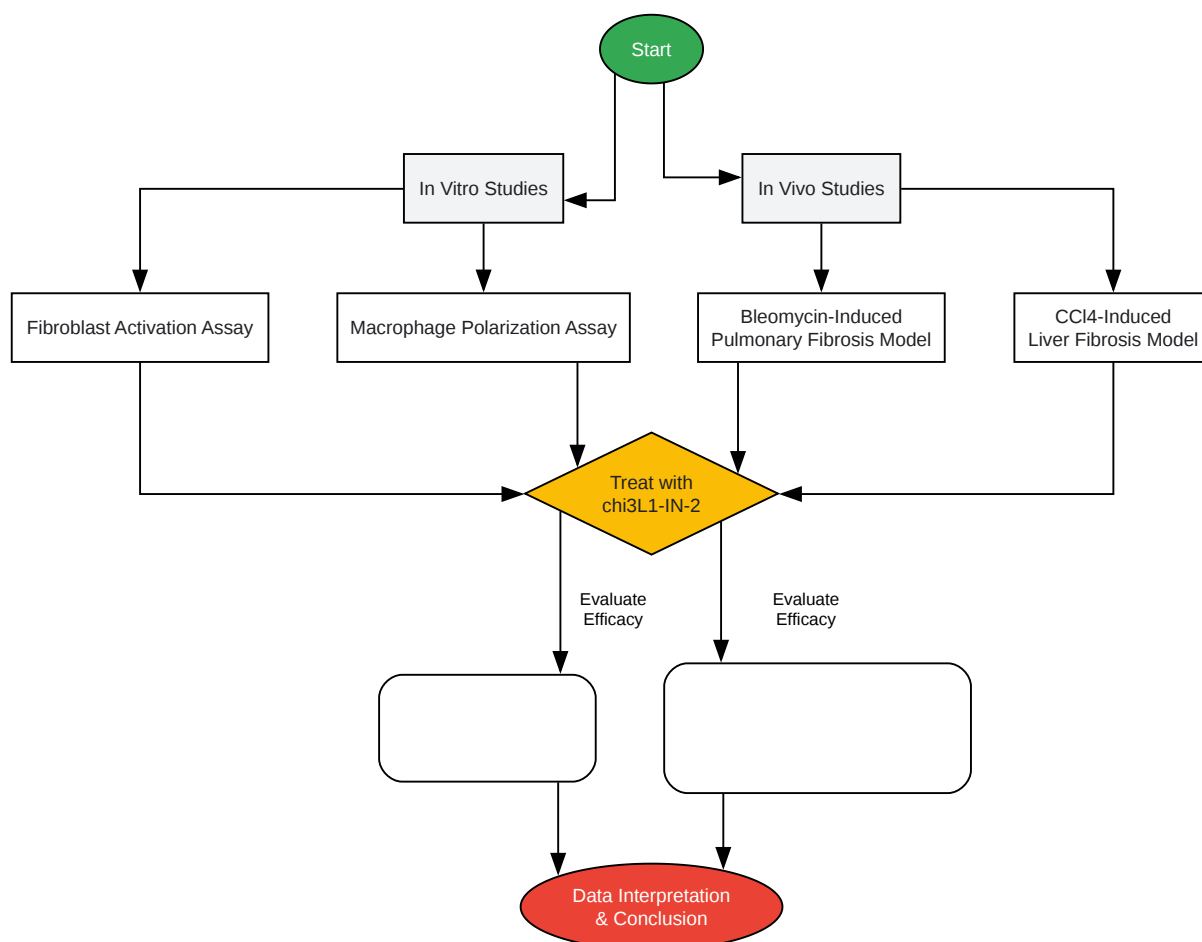 Start
In Vitro Studies
In Vivo Studies
Fibroblast Activation Assay
Macrophage Polarization Assay
Bleomycin-Induced
Pulmonary Fibrosis Model
CCl4-Induced
Liver Fibrosis Model
Treat with
chi3L1-IN-2
Evaluate
Efficacy
Evaluate
Efficacy
Data Interpretation
& Conclusion